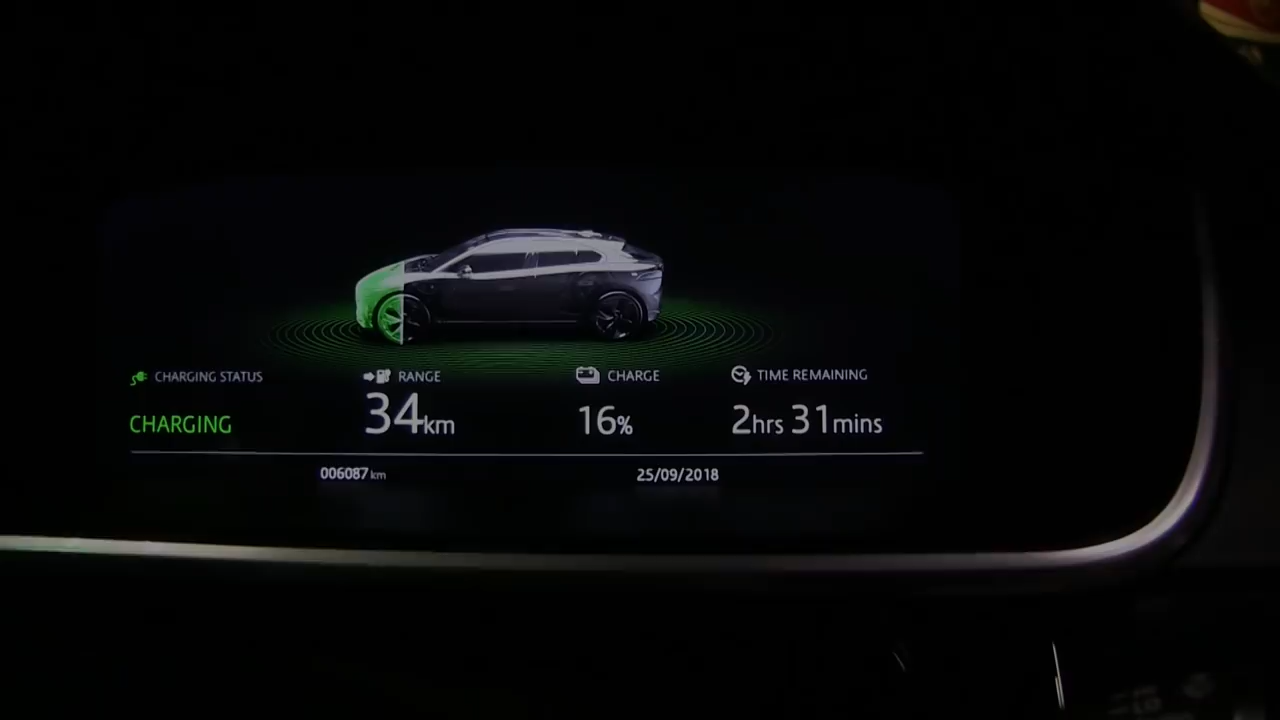 CHARGING STATUS RANGE CHARGE TIME REMAINING
CHARGING 34km 16% 2hrs 31mins
006087 km 25/09/2018